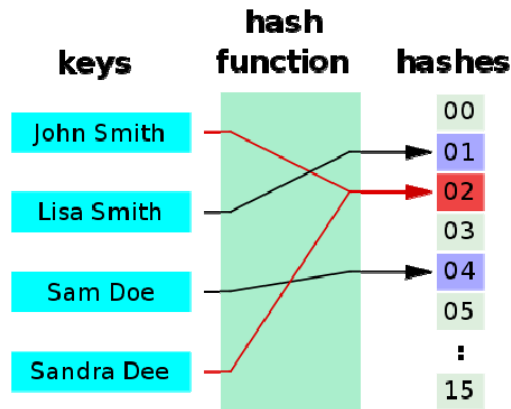 keys
hash
function
hashes
John Smith
Lisa Smith
Sam Doe
Sandra Dee
00
01
02
03
04
05
:
15